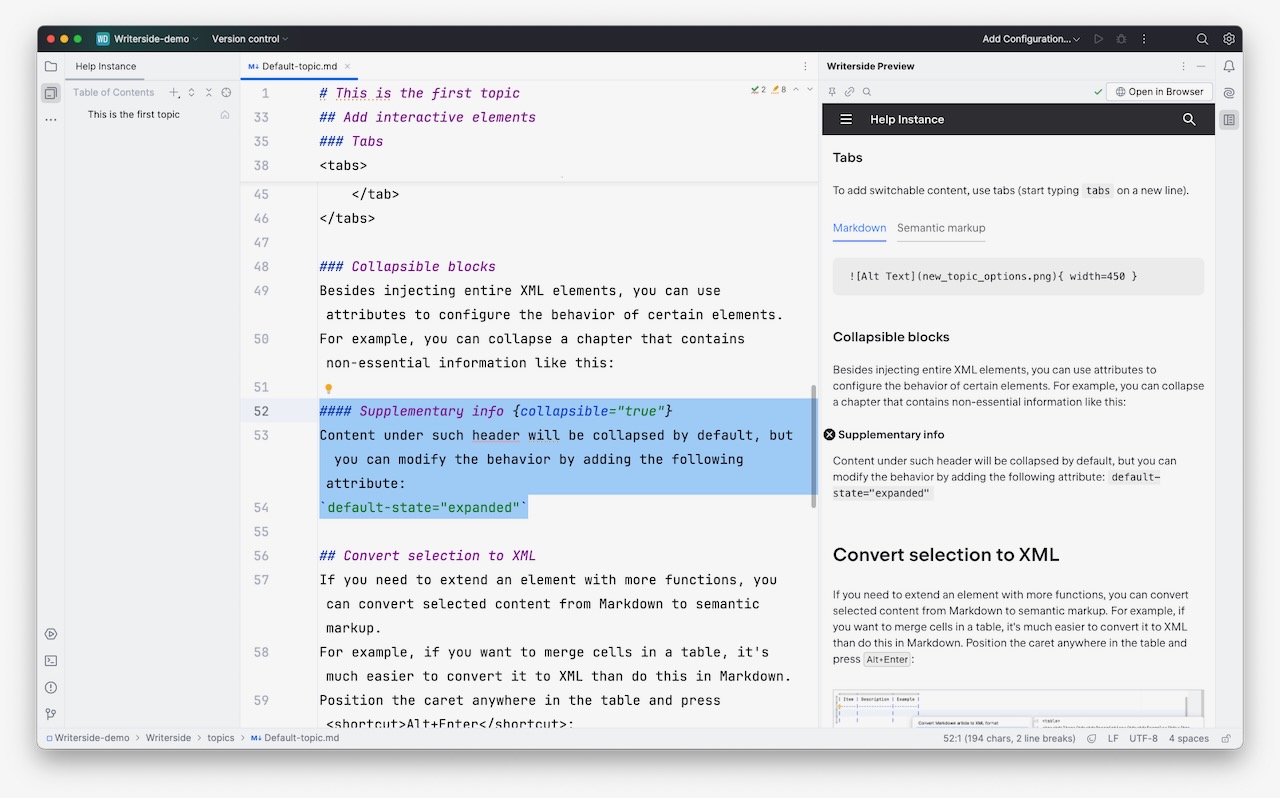 WD Writerside-demo Version control Add Configuration...
Help Instance
Table of Contents
This is the first topic
M↓ Default-topic.md
2 8
1 # This is the first topic
33 ## Add interactive elements
35 ### Tabs
38 <tabs>
45 </tab>
46 </tabs>
47
48 ### Collapsible blocks
49 Besides injecting entire XML elements, you can use
attributes to configure the behavior of certain elements.
50 For example, you can collapse a chapter that contains
non-essential information like this:
51
52 #### Supplementary info {collapsible="true"}
53 Content under such header will be collapsed by default, but
you can modify the behavior by adding the following
attribute:
54 `default-state="expanded"`
55
56 ## Convert selection to XML
57 If you need to extend an element with more functions, you
can convert selected content from Markdown to semantic
markup.
58 For example, if you want to merge cells in a table, it's
much easier to convert it to XML than do this in Markdown.
59 Position the caret anywhere in the table and press
<shortcut>Alt+Enter</shortcut>:
Writerside Preview
Open in Browser
Help Instance
Tabs
To add switchable content, use tabs (start typing tabs on a new line).
Markdown Semantic markup
![Alt Text](new_topic_options.png){ width=450 }
Collapsible blocks
Besides injecting entire XML elements, you can use attributes to
configure the behavior of certain elements. For example, you can collapse
a chapter that contains non-essential information like this:
Supplementary info
Content under such header will be collapsed by default, but you can
modify the behavior by adding the following attribute: default-
state="expanded"
Convert selection to XML
If you need to extend an element with more functions, you can convert
selected content from Markdown to semantic markup. For example, if
you want to merge cells in a table, it's much easier to convert it to XML
than do this in Markdown. Position the caret anywhere in the table and
press Alt+Enter:
| Item | Description | Example |
Convert Markdown article to XML format
<table>
Writerside-demo > Writerside > topics > M↓ Default-topic.md
52:1 (194 chars, 2 line breaks) LF UTF-8 4 spaces